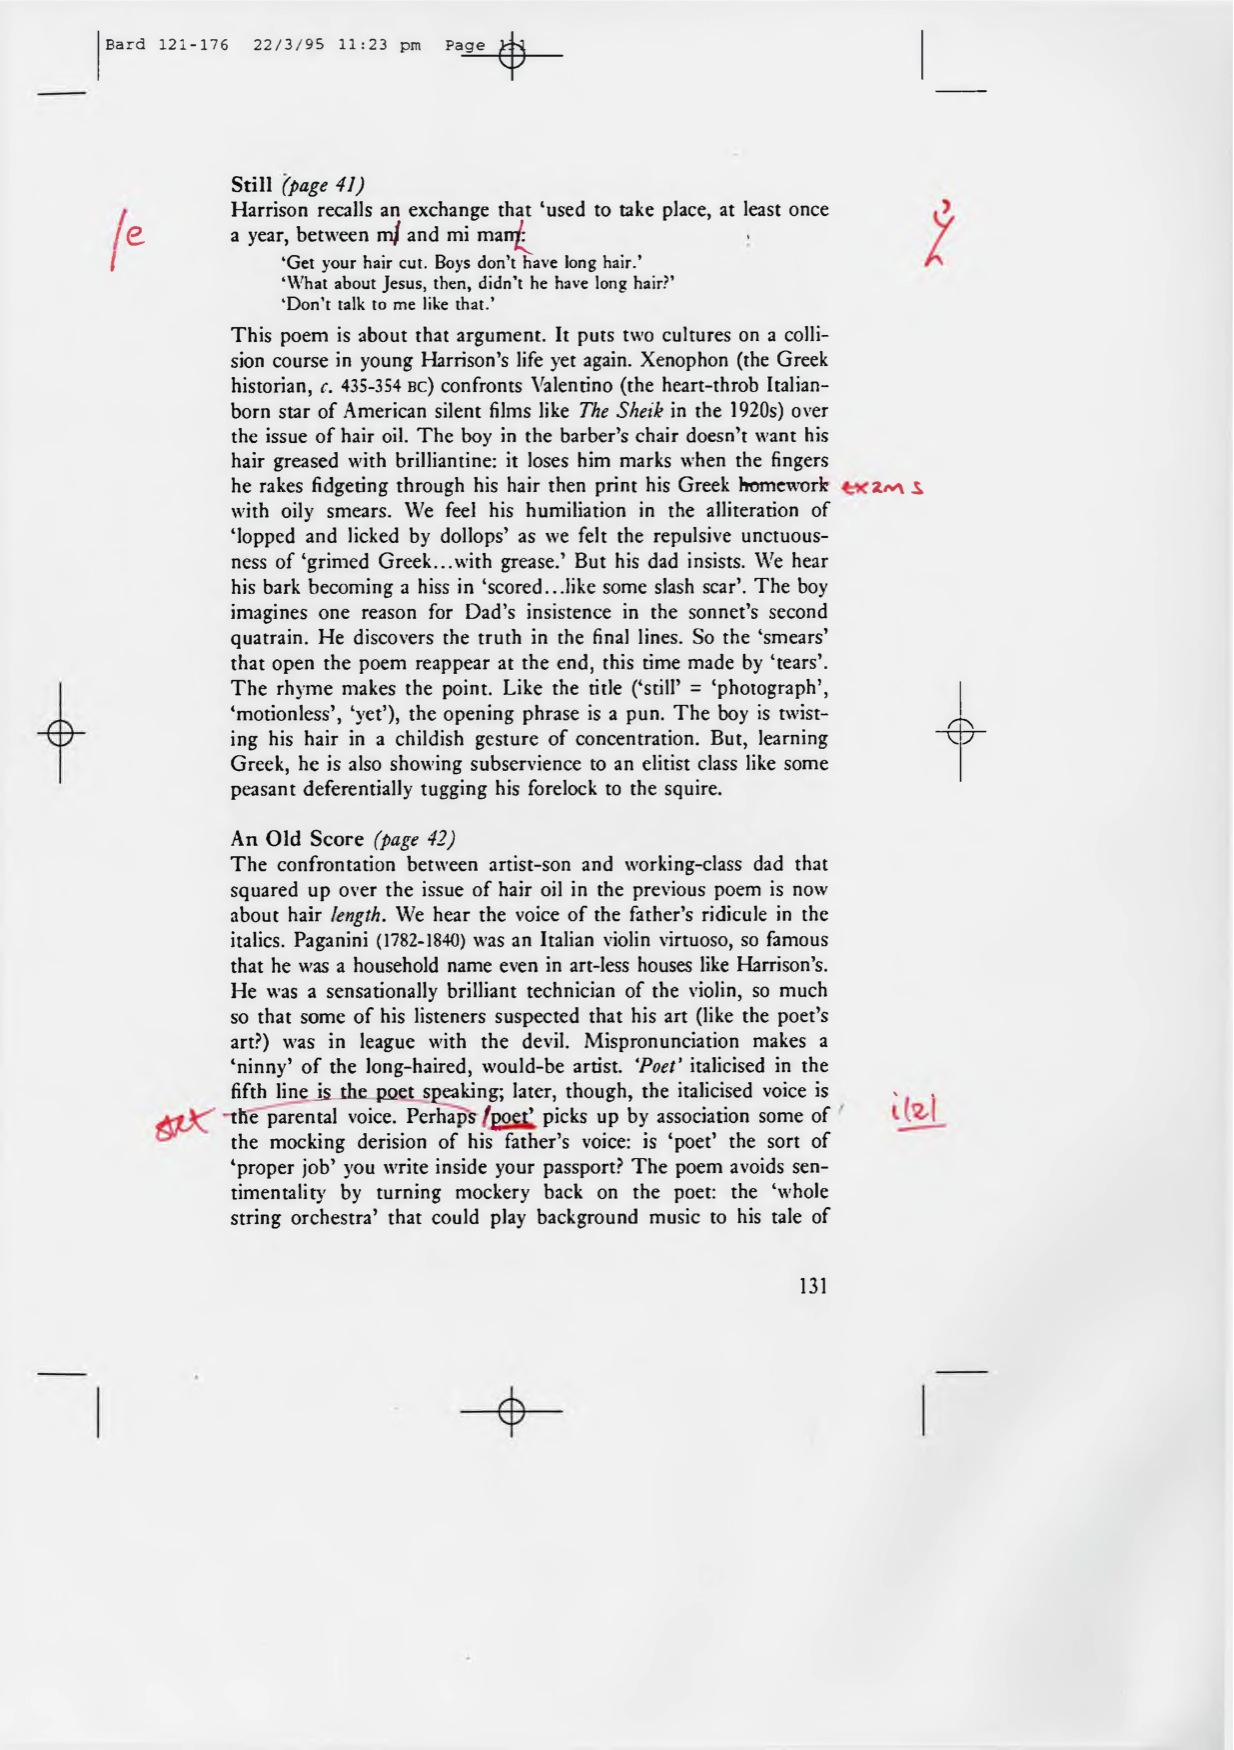 Bard 121-176 22/3/95 11:23 pm Page
Still (page 41)
Harrison recalls an exchange that ‘used to take place, at least once
/e
a year, between mi and mi mam:
‘Get your hair cut. Boys don’t have long hair.’
‘What about Jesus, then, didn’t he have long hair?’
‘Don’t talk to me like that.’
This poem is about that argument. It puts two cultures on a colli-
sion course in young Harrison’s life yet again. Xenophon (the Greek
historian, c. 435-354 BC) confronts Valentino (the heart-throb Italian-
born star of American silent films like The Sheik in the 1920s) over
the issue of hair oil. The boy in the barber’s chair doesn’t want his
hair greased with brilliantine: it loses him marks when the fingers
he rakes fidgeting through his hair then print his Greek homework exams
with oily smears. We feel his humiliation in the alliteration of
‘lopped and licked by dollops’ as we felt the repulsive unctuous-
ness of ‘grimed Greek...with grease.’ But his dad insists. We hear
his bark becoming a hiss in ‘scored...like some slash scar’. The boy
imagines one reason for Dad’s insistence in the sonnet’s second
quatrain. He discovers the truth in the final lines. So the ‘smears’
that open the poem reappear at the end, this time made by ‘tears’.
The rhyme makes the point. Like the title (‘still’ = ‘photograph’,
‘motionless’, ‘yet’), the opening phrase is a pun. The boy is twist-
ing his hair in a childish gesture of concentration. But, learning
Greek, he is also showing subservience to an elitist class like some
peasant deferentially tugging his forelock to the squire.
An Old Score (page 42)
The confrontation between artist-son and working-class dad that
squared up over the issue of hair oil in the previous poem is now
about hair length. We hear the voice of the father’s ridicule in the
italics. Paganini (1782-1840) was an Italian violin virtuoso, so famous
that he was a household name even in art-less houses like Harrison’s.
He was a sensationally brilliant technician of the violin, so much
so that some of his listeners suspected that his art (like the poet’s
art?) was in league with the devil. Mispronunciation makes a
‘ninny’ of the long-haired, would-be artist. ‘Poet’ italicised in the
fifth line is the poet speaking; later, though, the italicised voice is
stet the parental voice. Perhaps ‘poet’ picks up by association some of
the mocking derision of his father’s voice: is ‘poet’ the sort of
‘proper job’ you write inside your passport? The poem avoids sen-
timentality by turning mockery back on the poet: the ‘whole
string orchestra’ that could play background music to his tale of
131